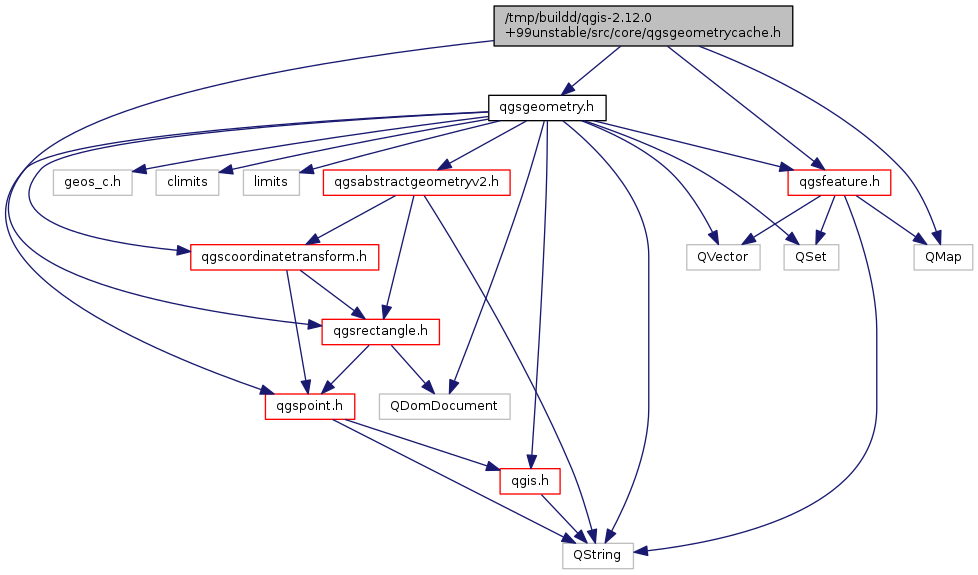 /tmp/buildd/qgis-2.12.0
+99unstable/src/core/qgsgeometrycache.h
qgsgeometry.h
geos_c.h
climits
limits
qgsabstractgeometryv2.h
qgsfeature.h
qgscoordinatetransform.h
QVector
QSet
QMap
qgsrectangle.h
qgspoint.h
QDomDocument
qgis.h
QString